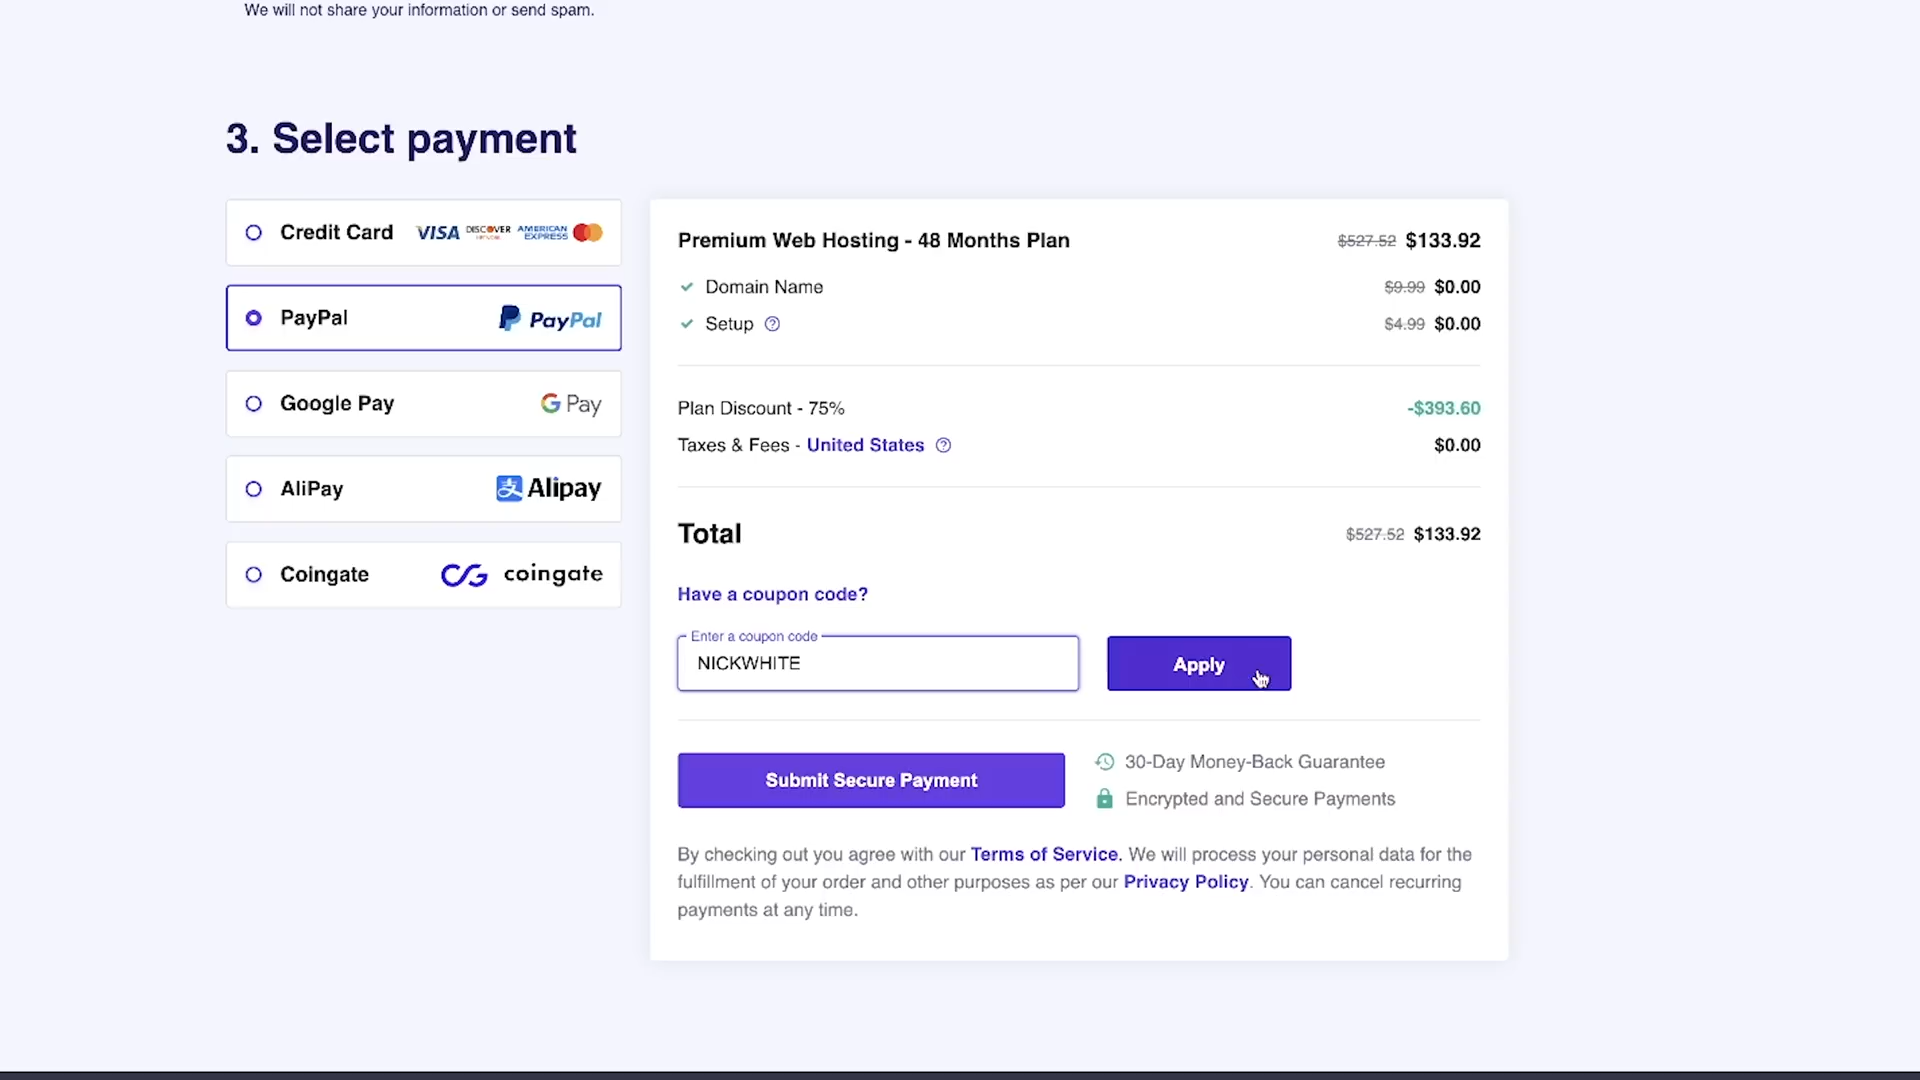 We will not share your information or send spam.
3. Select payment
Credit Card VISA DISCOVER AMERICAN EXPRESS
PayPal PayPal
Google Pay G Pay
AliPay 支 Alipay
Coingate CG coingate
Premium Web Hosting - 48 Months Plan $527.52 $133.92
Domain Name $9.99 $0.00
Setup ? $4.99 $0.00
Plan Discount - 75% -$393.60
Taxes & Fees - United States ? $0.00
Total $527.52 $133.92
Have a coupon code?
Enter a coupon code
NICKWHITE
Apply
Submit Secure Payment
30-Day Money-Back Guarantee
Encrypted and Secure Payments
By checking out you agree with our Terms of Service. We will process your personal data for the
fulfillment of your order and other purposes as per our Privacy Policy. You can cancel recurring
payments at any time.